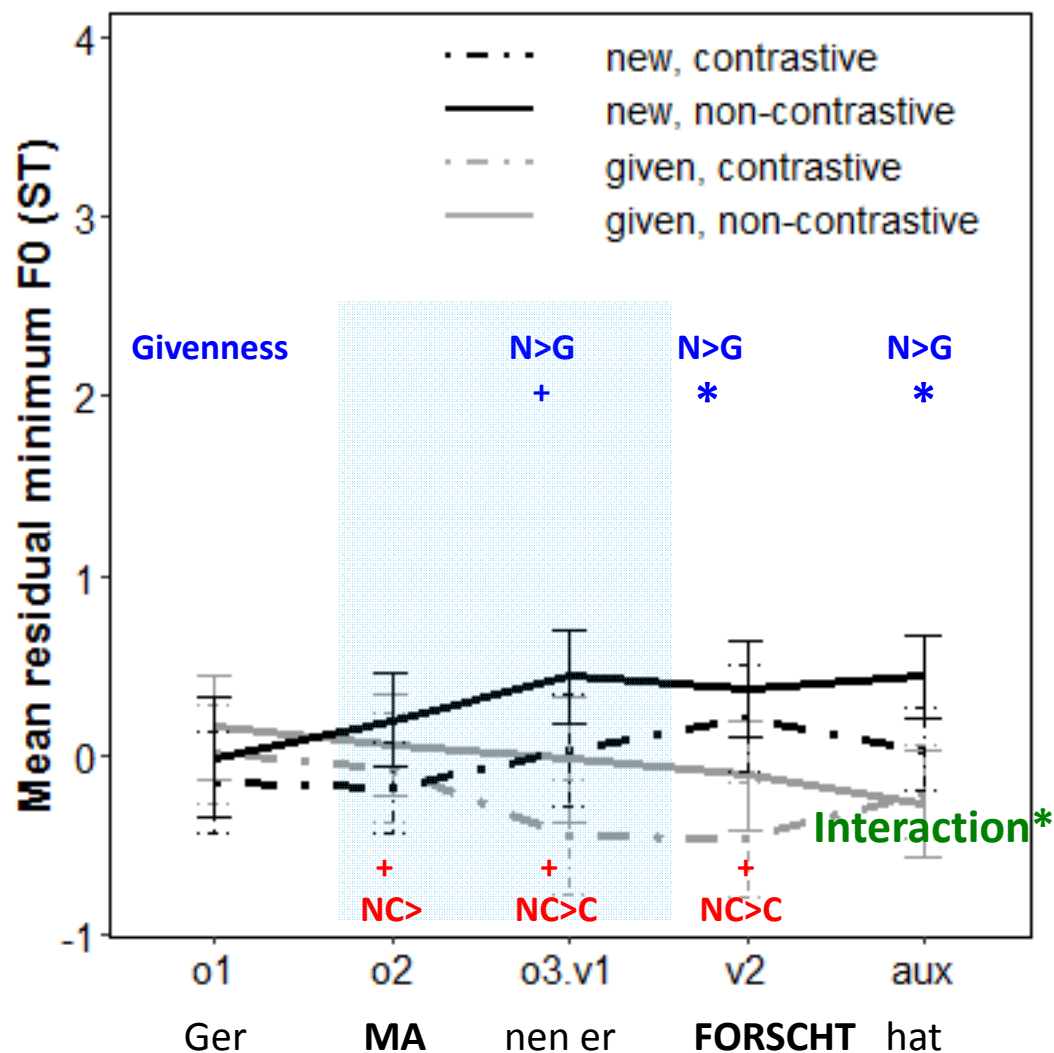 Mean residual minimum F0 (ST)
4
3
2
1
0
-1
new, contrastive
new, non-contrastive
given, contrastive
given, non-contrastive
Givenness N>G N>G N>G
+ * *
Interaction*
+ + +
NC> NC>C NC>C
o1 o2 o3.v1 v2 aux
Ger MA nen er FORSCHT hat